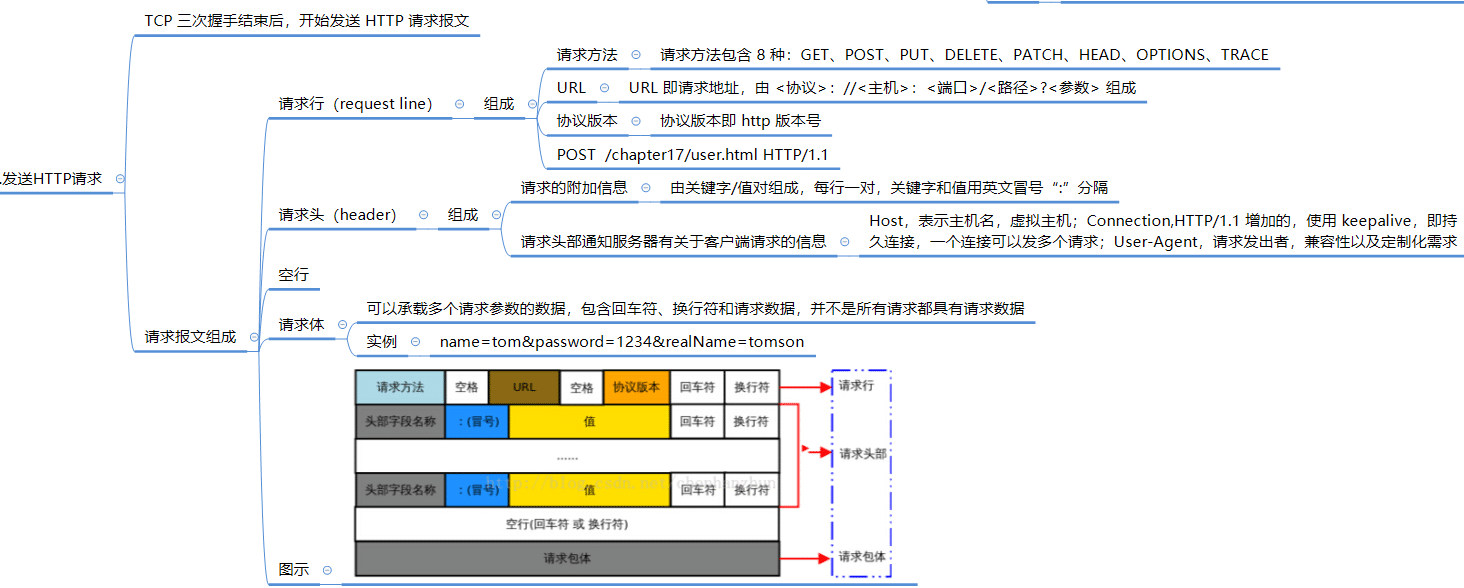 TCP 三次握手结束后，开始发送 HTTP 请求报文
请求方法
请求方法包含 8 种：GET、POST、PUT、DELETE、PATCH、HEAD、OPTIONS、TRACE
请求行（request line）
组成
URL
URL 即请求地址，由 <协议>：//<主机>：<端口>/<路径>?<参数> 组成
协议版本
协议版本即 http 版本号
POST  /chapter17/user.html HTTP/1.1
.发送HTTP请求
请求的附加信息
由关键字/值对组成，每行一对，关键字和值用英文冒号“:”分隔
请求头（header）
组成
请求头部通知服务器有关于客户端请求的信息
Host，表示主机名，虚拟主机；Connection,HTTP/1.1 增加的，使用 keepalive，即持
久连接，一个连接可以发多个请求；User-Agent，请求发出者，兼容性以及定制化需求
空行
请求报文组成
请求体
可以承载多个请求参数的数据，包含回车符、换行符和请求数据，并不是所有请求都具有请求数据
实例
name=tom&password=1234&realName=tomson
请求方法 空格 URL 空格 协议版本 回车符 换行符 请求行
头部字段名称 ：(冒号) 值 回车符 换行符
...... 请求头部
头部字段名称 ：(冒号) 值 回车符 换行符
空行(回车符 或 换行符)
请求包体 请求包体
图示